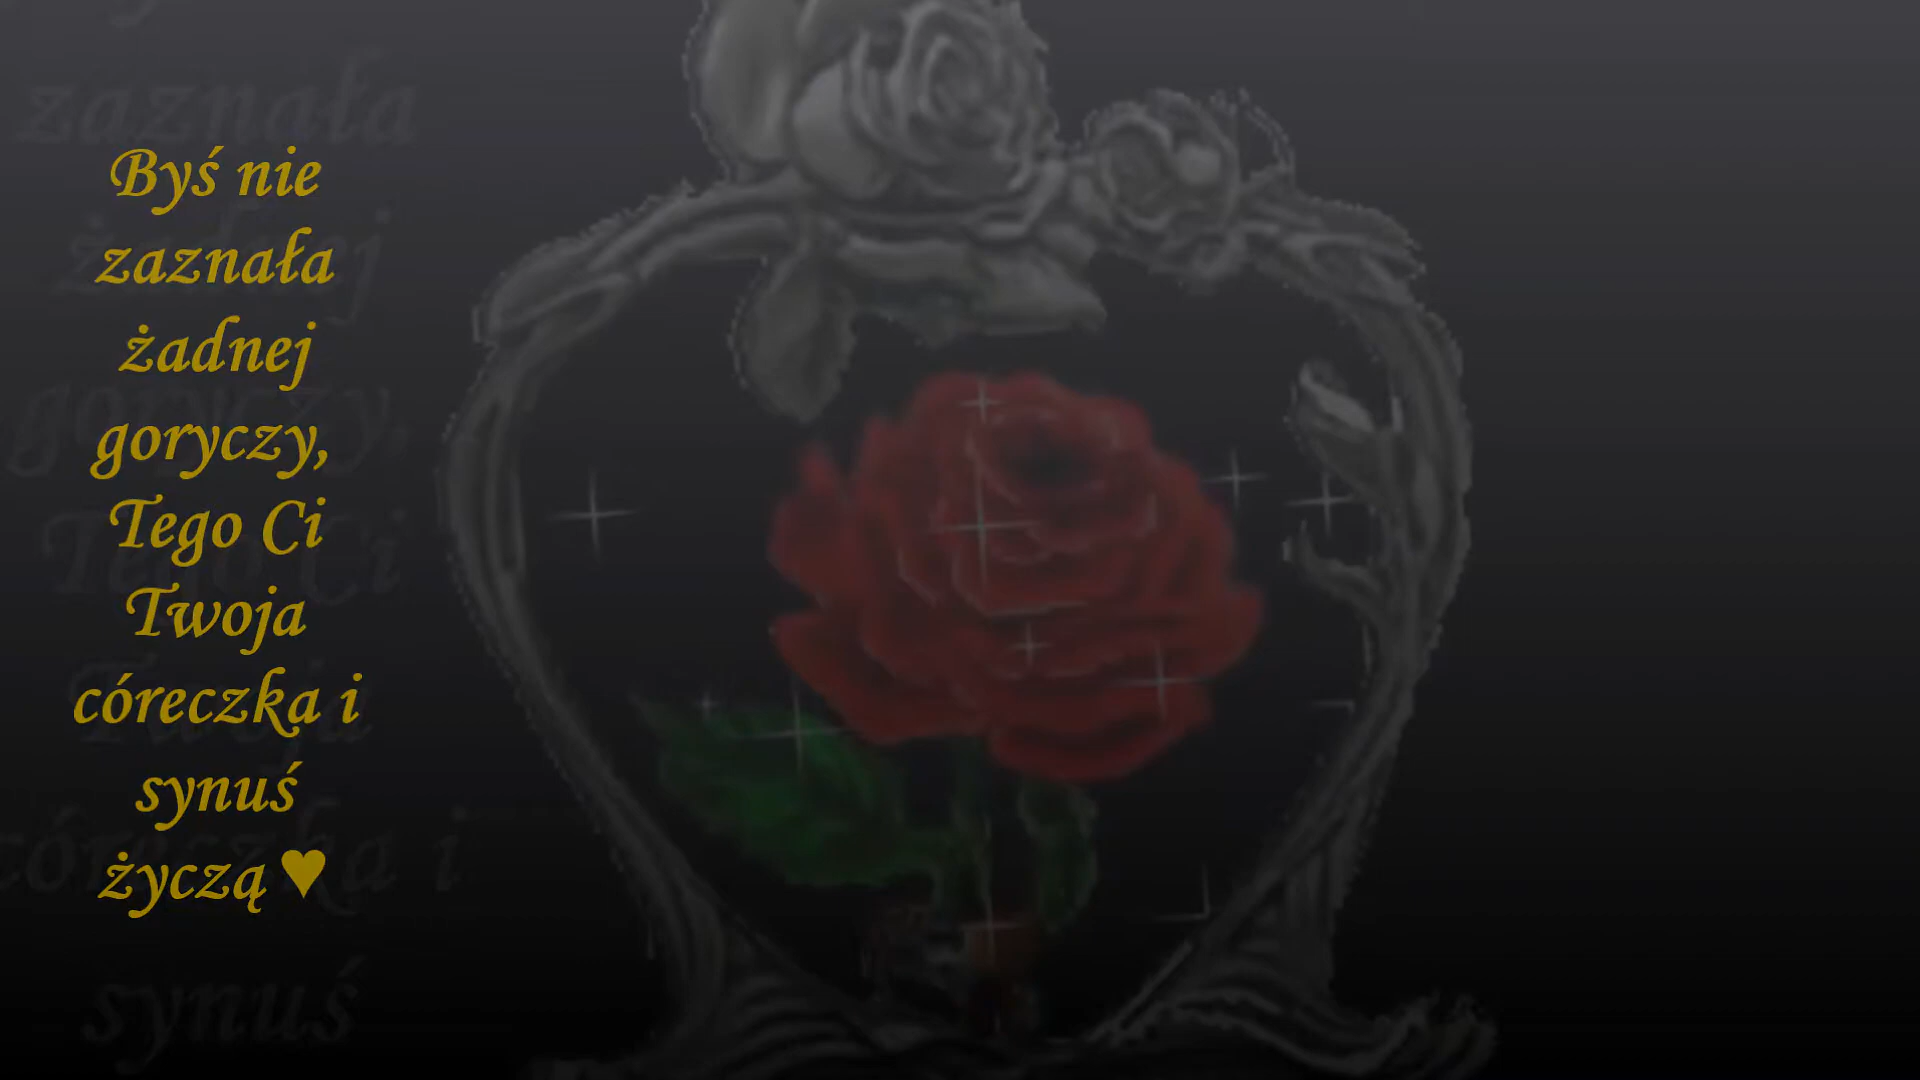 Byś nie
zaznała
żadnej
goryczy,
Tego Ci
Twoja
córeczka i
synuś
życzą ♥